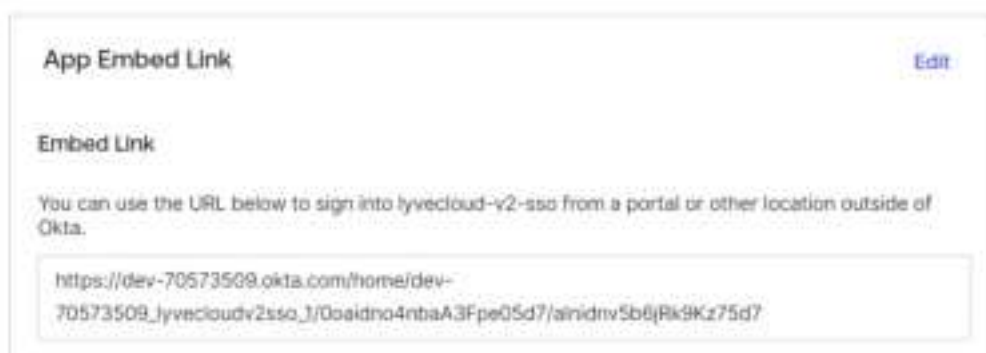 App Embed Link
Edit
Embed Link
You can use the URL below to sign into lyvecloud-v2-sso from a portal or other location outside of
Okta.
https://dev-70573509.okta.com/home/dev-
70573509_lyvecloudv2sso_1/0oaidno4nbaA3Fpe05d7/alnidnv5b6jRk9Kz75d7